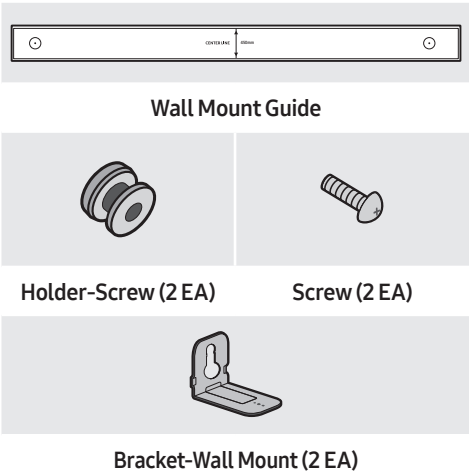 CENTER LINE
Wall Mount Guide
Holder-Screw (2 EA)
Screw (2 EA)
Bracket-Wall Mount (2 EA)